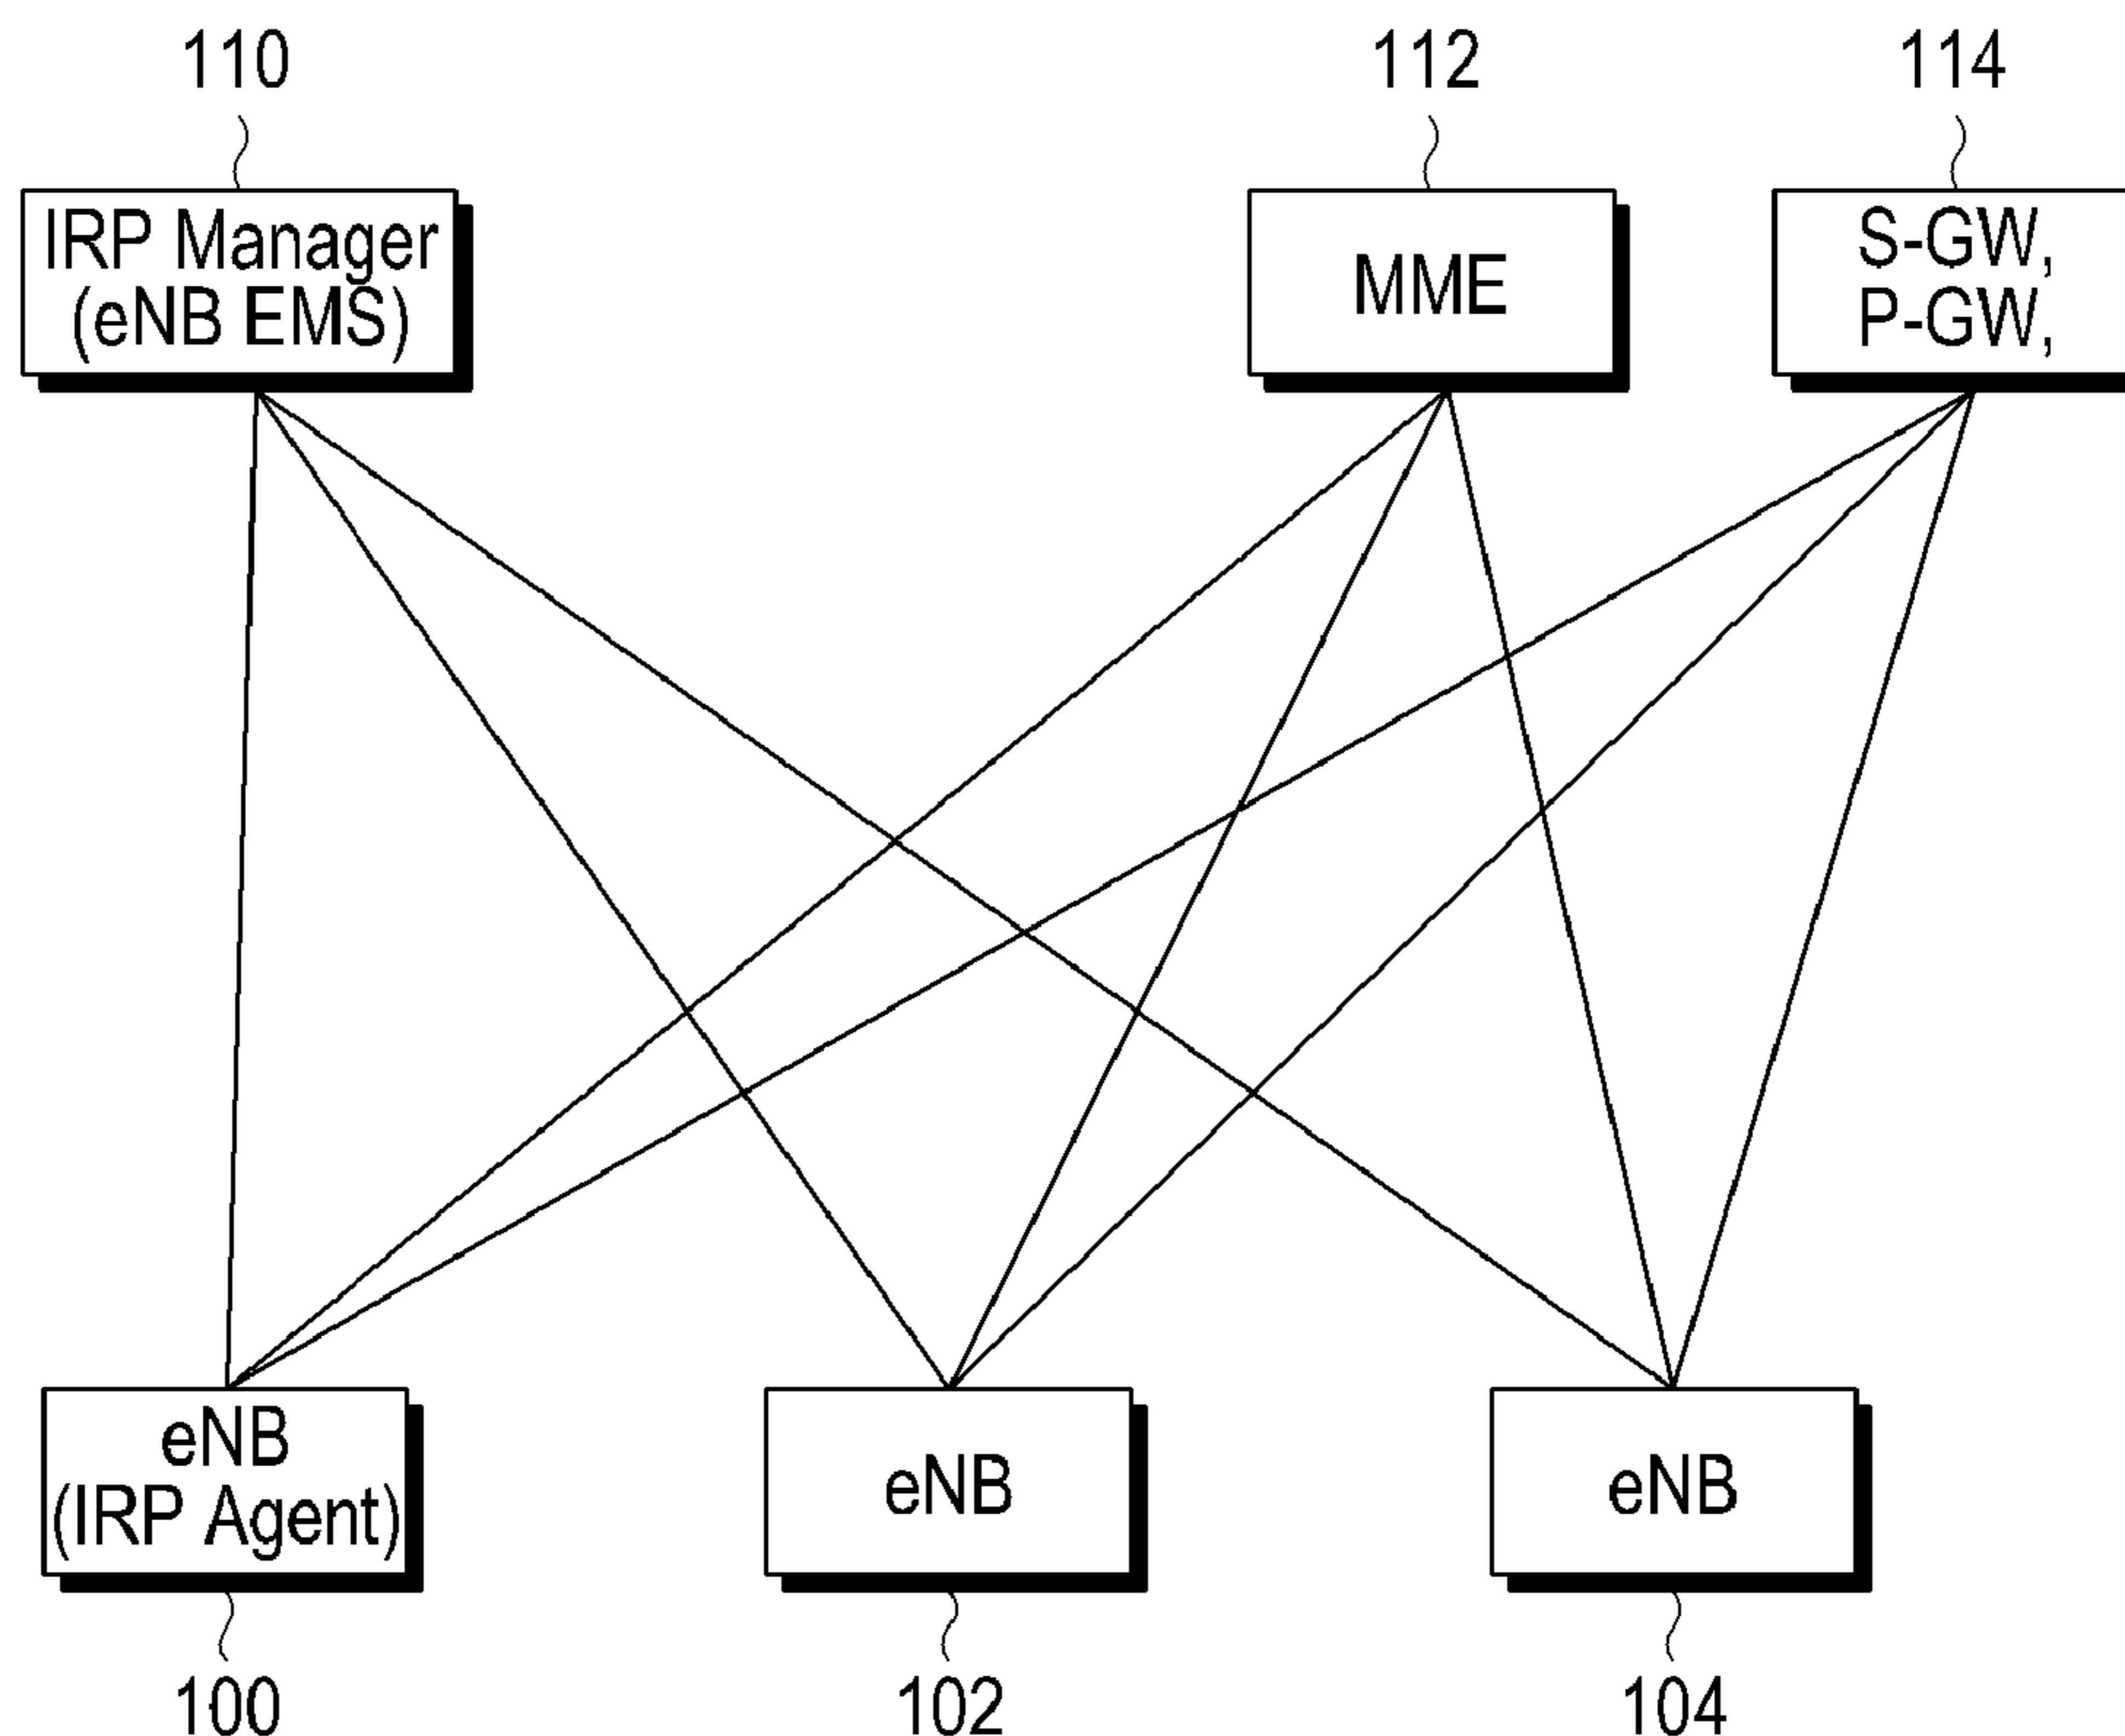 110
112
114
IRP Manager
(eNB EMS)
MME
S-GW,
P-GW,
eNB
(IRP Agent)
eNB
eNB
100
102
104